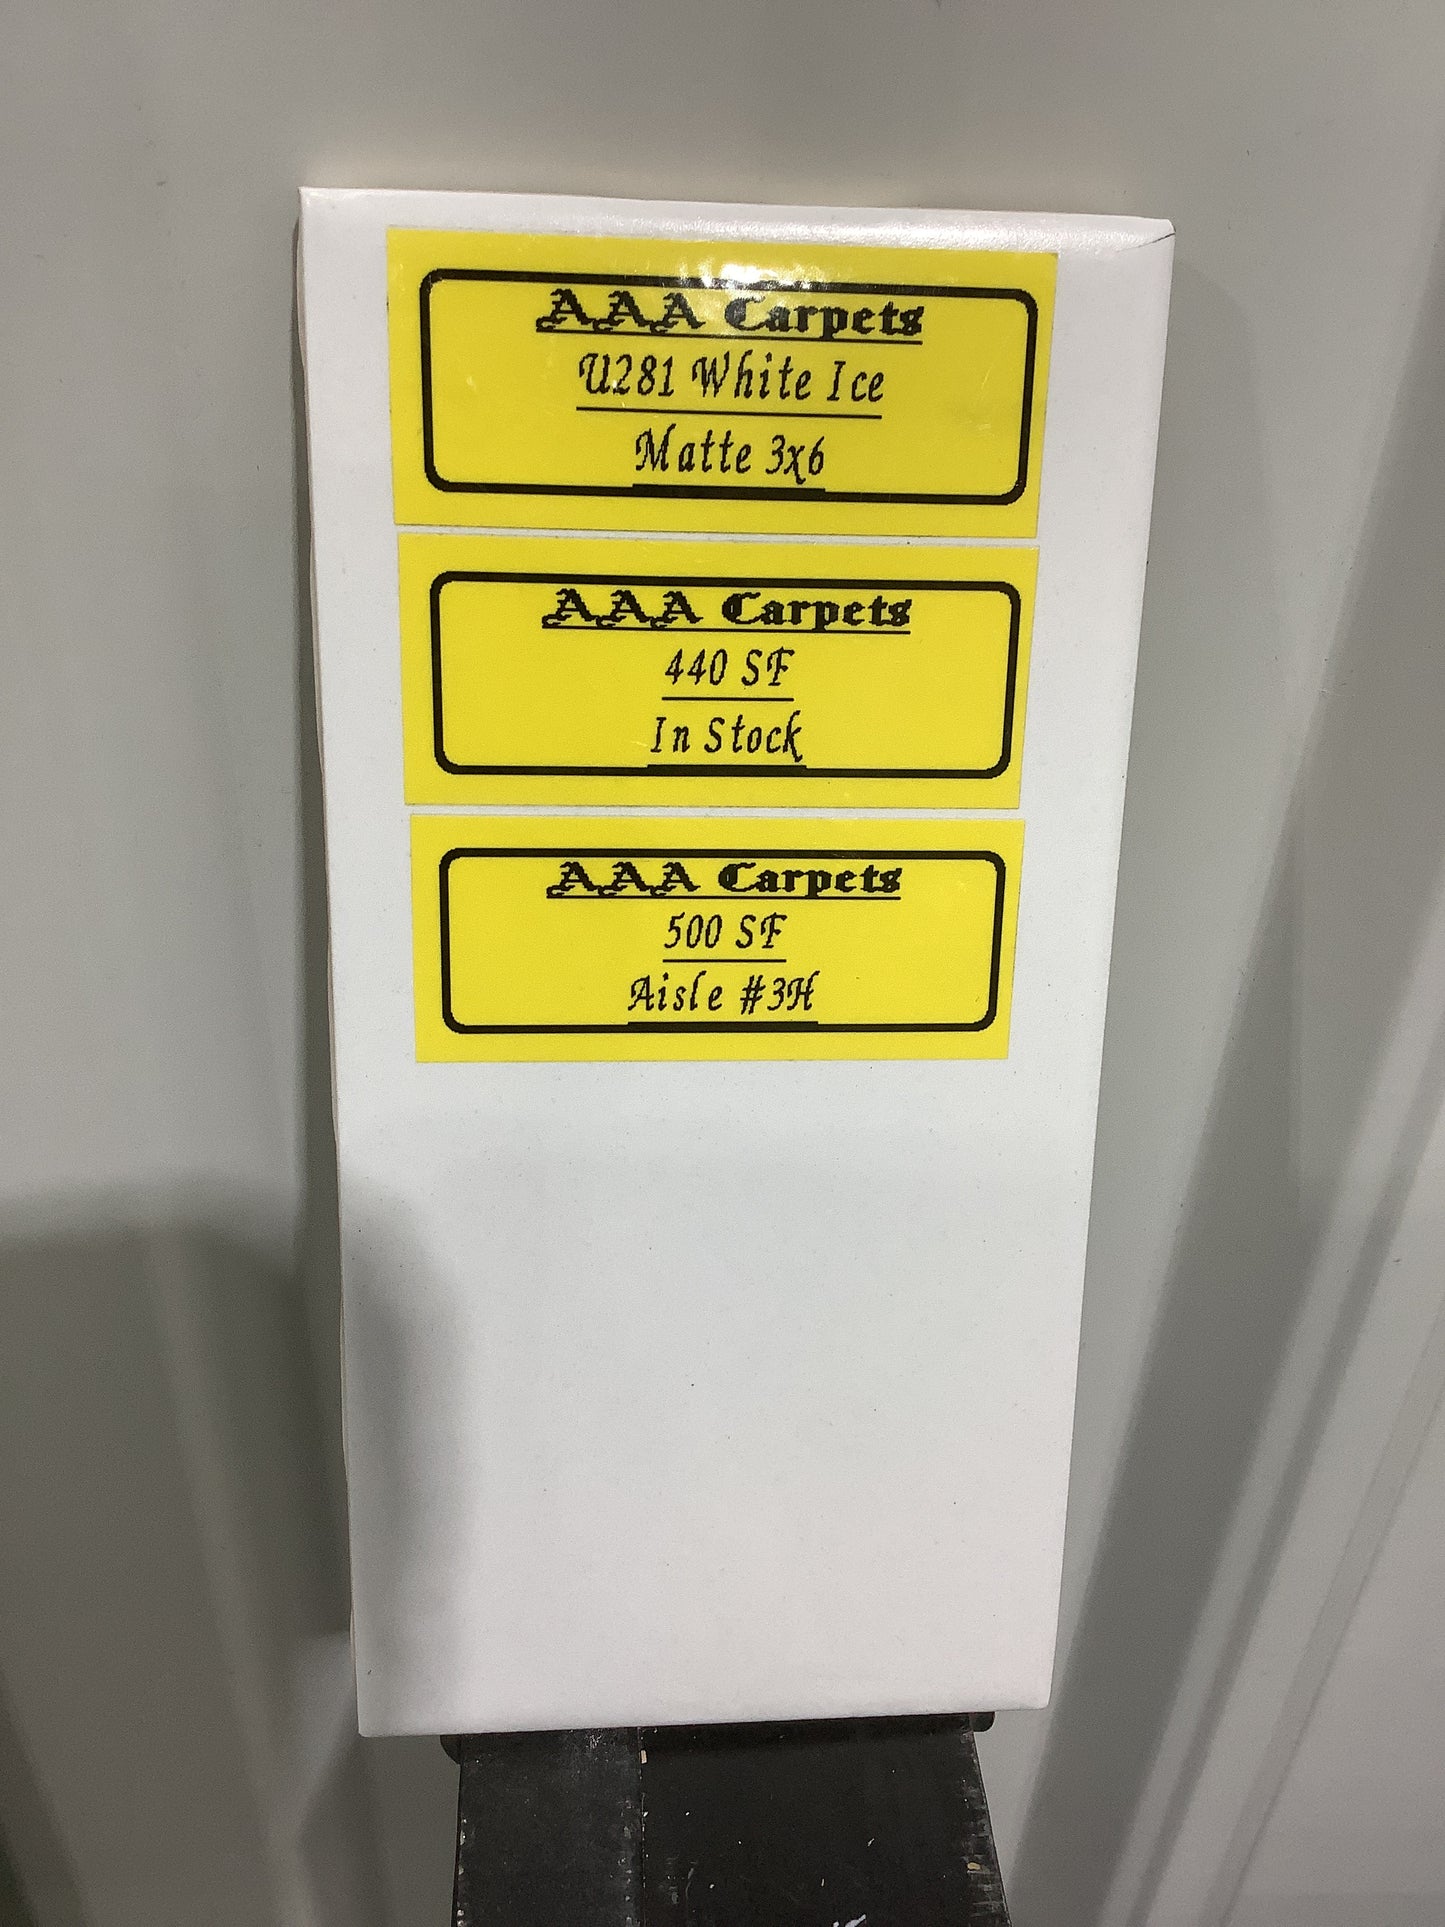 AAA Carpets
U281 White Ice
Matte 3x6
AAA Carpets
440 SF
In Stock
AAA Carpets
500 SF
Aisle #3H